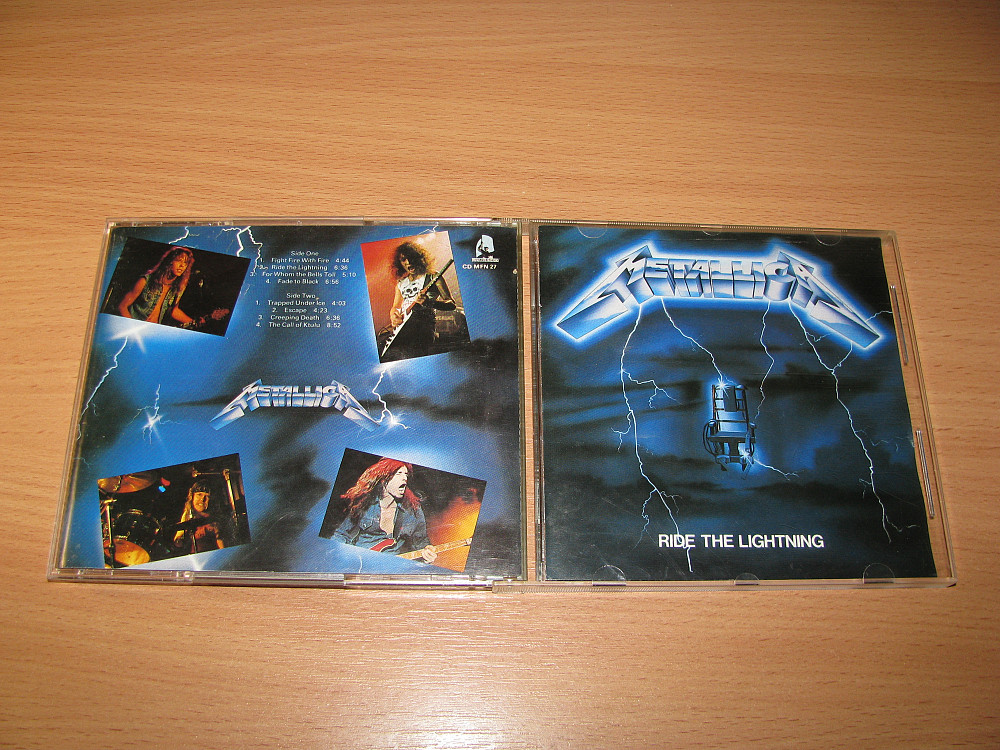 Side One
1. Fight Fire With Fire 4:44
2. Ride the Lightning 6:36
3. For Whom the Bells Toll 5:10
4. Fade to Black 6:56
Side Two
1. Trapped Under Ice 4:03
2. Escape 4:23
3. Creeping Death 6:36
4. The Call of Ktulu 8:52
CD MFN 27
METALLICA
METALLICA
RIDE THE LIGHTNING